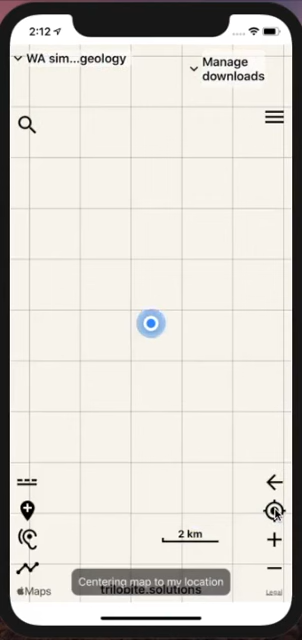 2:12
WA sim...geology
Manage
downloads
2 km
Centering map to my location
Maps
trilobite.solutions
Legal